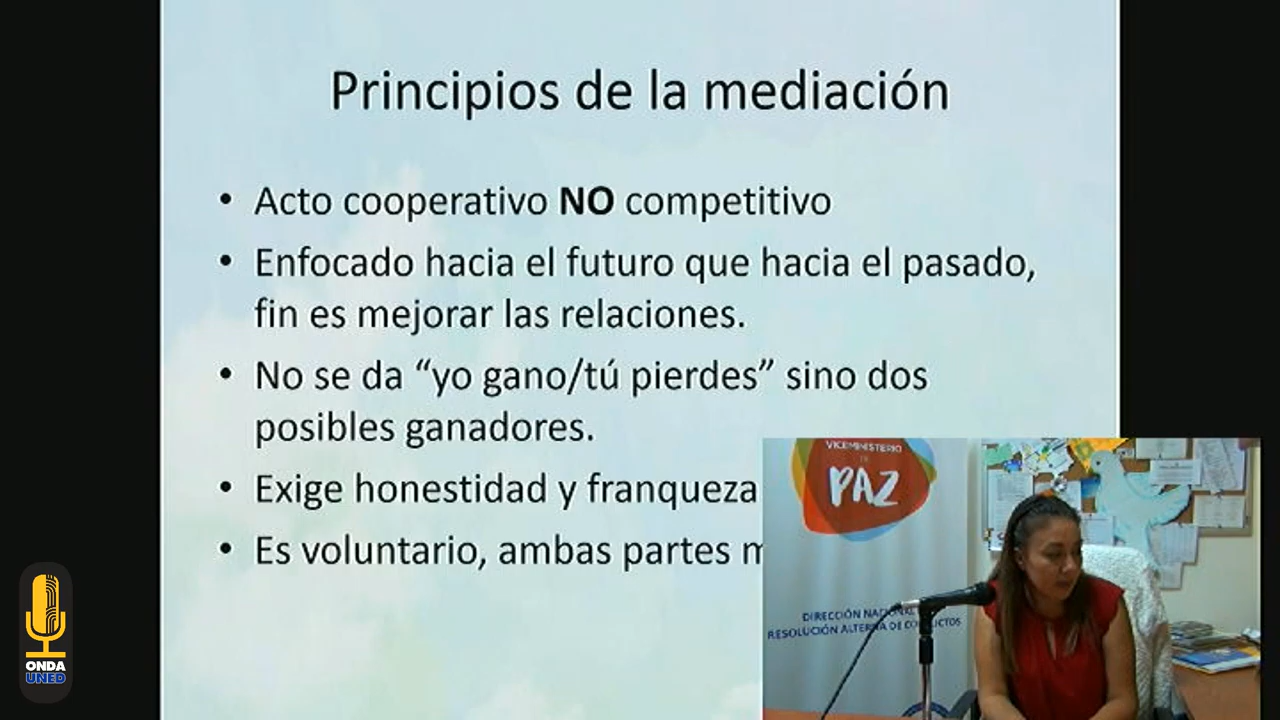 Principios de la mediación
• Acto cooperativo NO competitivo
• Enfocado hacia el futuro que hacia el pasado,
fin es mejorar las relaciones.
• No se da “yo gano/tú pierdes” sino dos
posibles ganadores.
• Exige honestidad y franqueza
• Es voluntario, ambas partes
VICEMINISTERIO
DE
PAZ
DIRECCIÓN NACIONAL
RESOLUCIÓN ALTERNA DE CONFLICTOS
ONDA
UNED